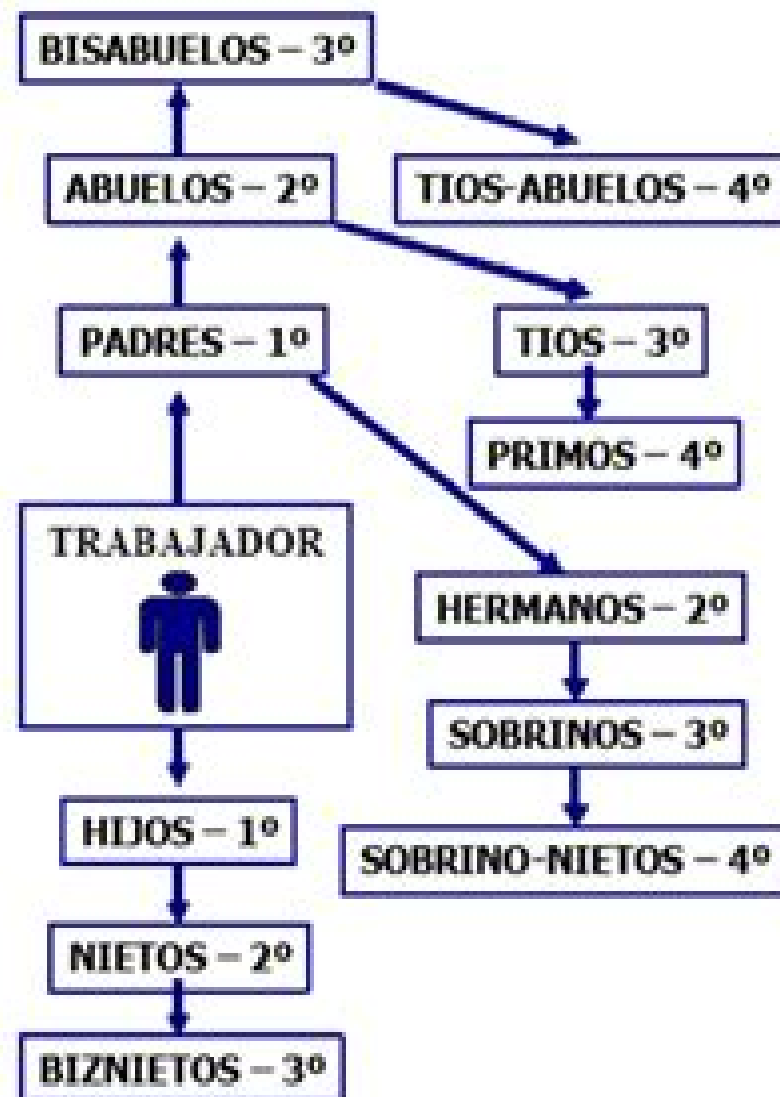 BISABUELOS – 3º
ABUELOS – 2º
TIOS-ABUELOS – 4º
PADRES – 1º
TIOS – 3º
PRIMOS – 4º
TRABAJADOR
HERMANOS – 2º
SOBRINOS – 3º
HIJOS – 1º
SOBRINO-NIETOS – 4º
NIETOS – 2º
BIZNIETOS – 3º